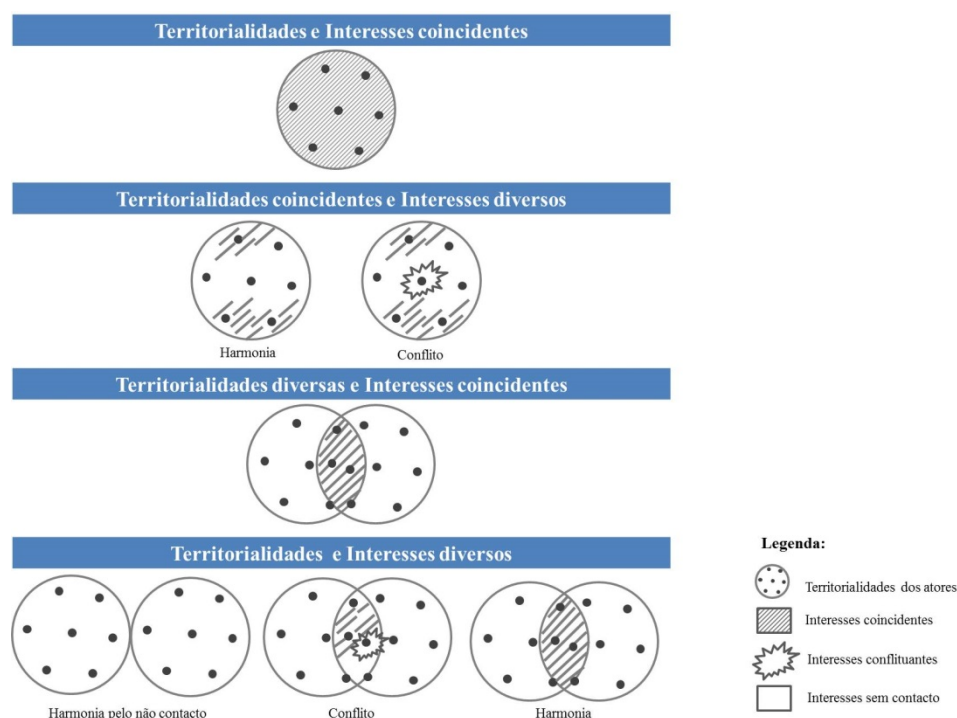 Territorialidades e Interesses coincidentes
Territorialidades coincidentes e Interesses diversos
Harmonia
Conflito
Territorialidades diversas e Interesses coincidentes
Territorialidades e Interesses diversos
Harmonia pelo não contacto
Conflito
Harmonia
Legenda:
Territorialidades dos atores
Interesses coincidentes
Interesses conflituantes
Interesses sem contacto